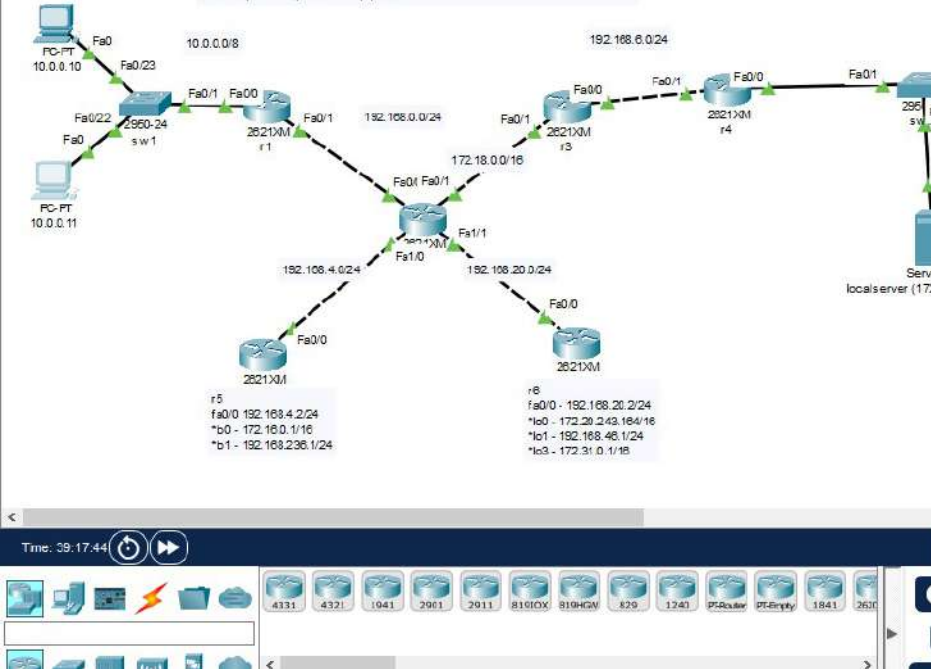 Fa0
PC-PT
10.0.0.10
10.0.0.0/8
Fa0/23
Fa0/1
Fa0/0
Fa0/22
2950-24
sw1
Fa0
PC-PT
10.0.0.11
2621XM
r1
Fa0/1
192.168.0.0/24
192.168.6.0/24
Fa0/0
Fa0/1
Fa0/0
Fa0/1
Fa0/1
2621XM
r3
2621XM
r4
172.18.0.0/16
Fa0/1
2621XM
Fa1/1
Fa1/0
192.168.4.0/24
192.168.20.0/24
Fa0/0
Fa0/0
2621XM
2621XM
r5
fa0/0 192.168.4.2/24
*b0 - 172.16.0.1/16
*b1 - 192.168.236.1/24
r6
fa0/0 - 192.168.20.2/24
*lo0 - 172.20.243.164/16
*lo1 - 192.168.46.1/24
*lo3 - 172.31.0.1/16
Serv
localserver (172
Time: 39:17:44
4331
4321
1941
2901
2911
819IOX
819HGW
829
1240
PT-Router
PT-Empty
1841